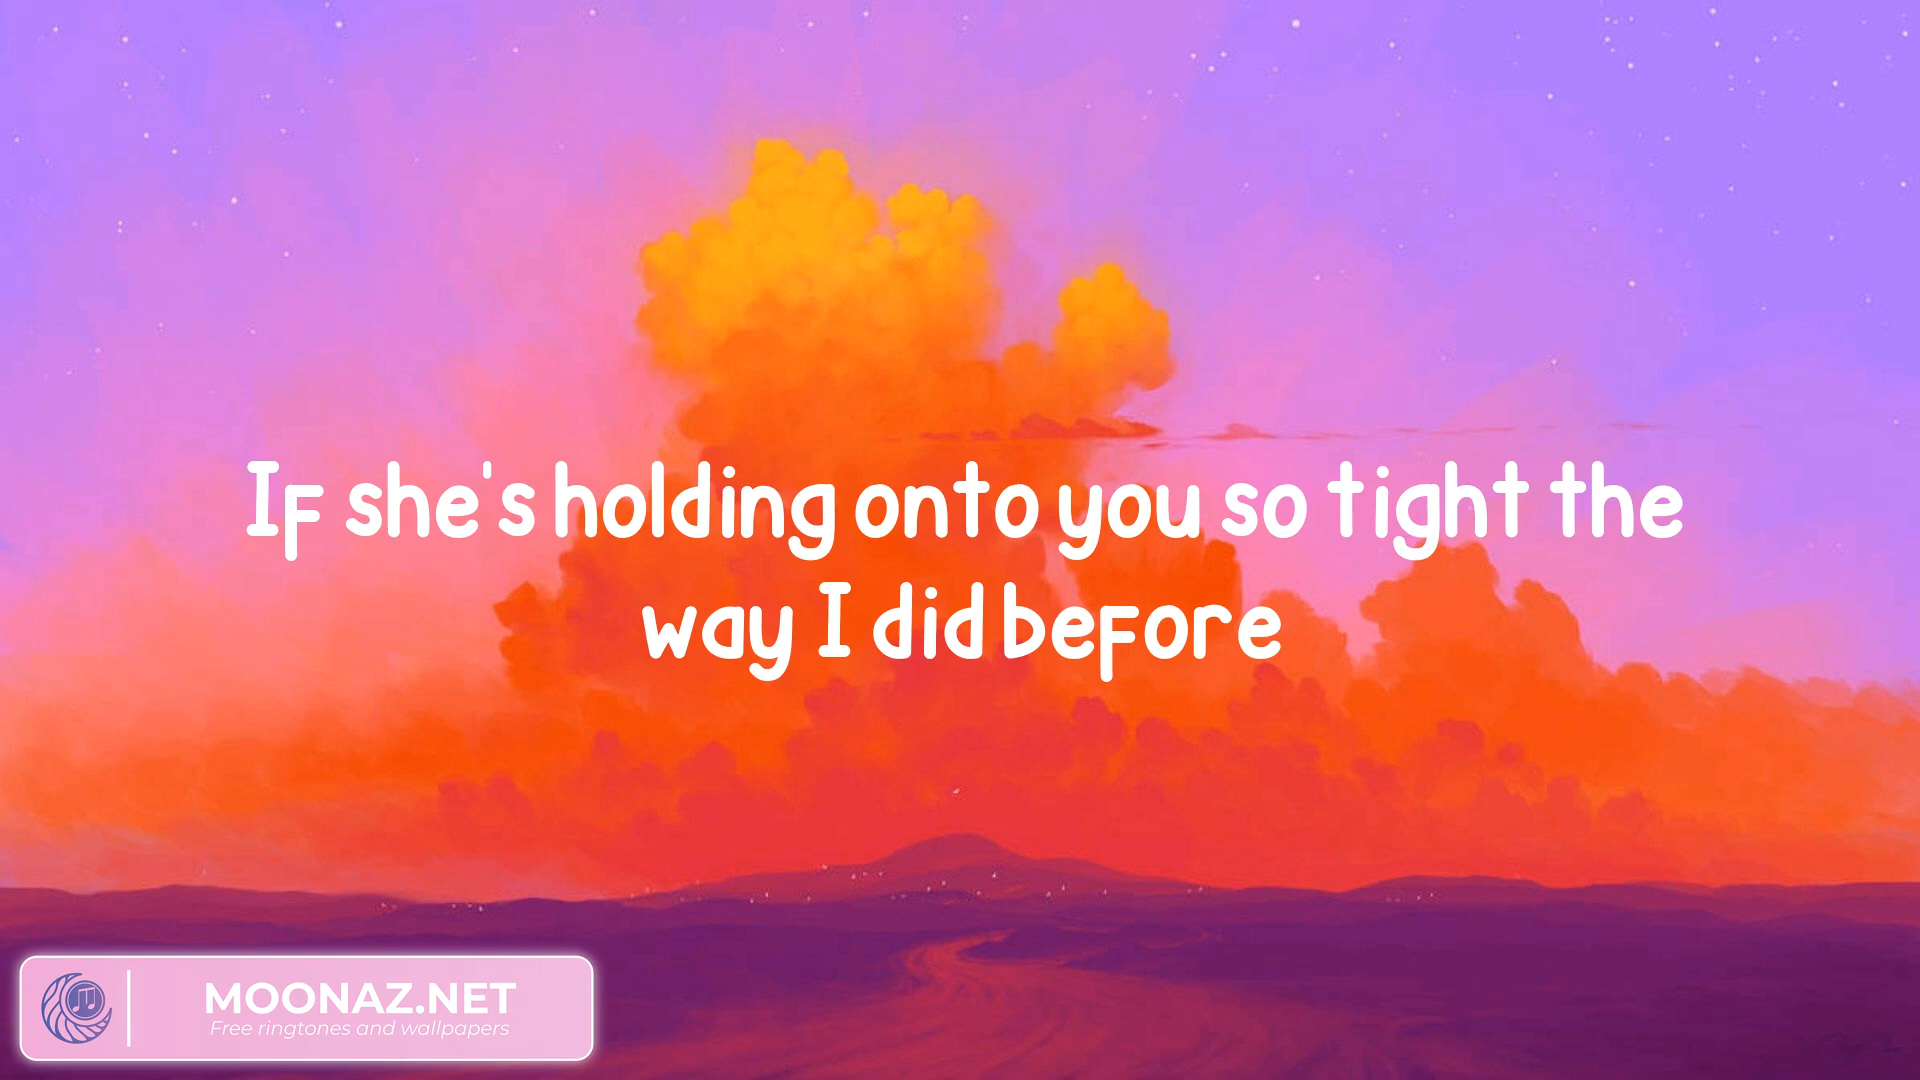 If she's holding onto you so tight the
way I did before
MOONAZ.NET
Free ringtones and wallpapers